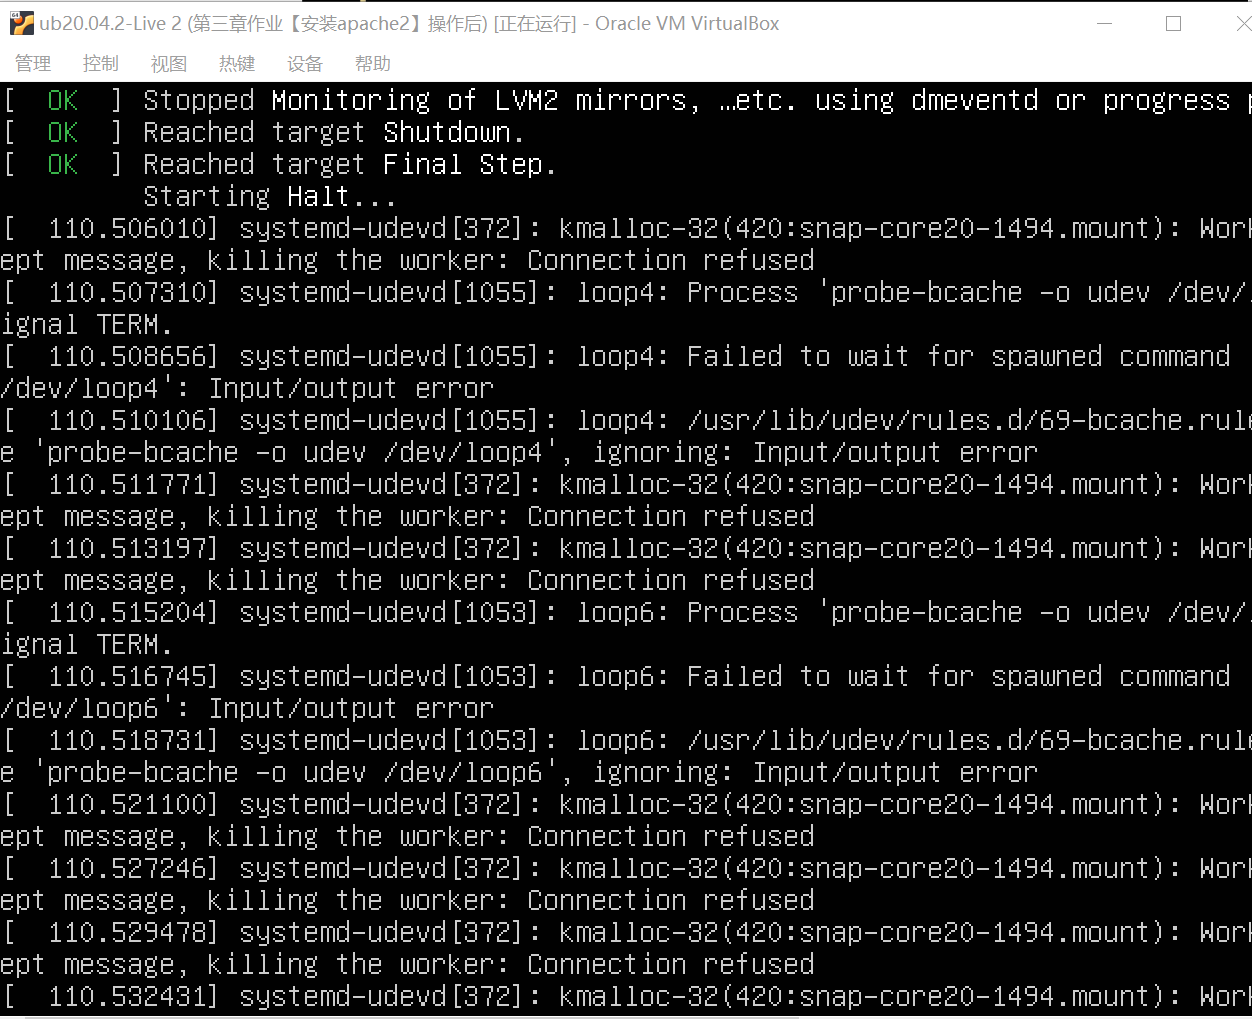 ub20.04.2-Live 2 (第三章作业【安装apache2】操作后) [正在运行] - Oracle VM VirtualBox
管理 控制 视图 热键 设备 帮助
[  OK  ] Stopped Monitoring of LVM2 mirrors, …etc. using dmeventd or progress
[  OK  ] Reached target Shutdown.
[  OK  ] Reached target Final Step.
Starting Halt...
[  110.506010] systemd-udevd[372]: kmalloc-32(420:snap-core20-1494.mount): Wor
ept message, killing the worker: Connection refused
[  110.507310] systemd-udevd[1055]: loop4: Process 'probe-bcache -o udev /dev/
ignal TERM.
[  110.508656] systemd-udevd[1055]: loop4: Failed to wait for spawned command
/dev/loop4': Input/output error
[  110.510106] systemd-udevd[1055]: loop4: /usr/lib/udev/rules.d/69-bcache.rul
e 'probe-bcache -o udev /dev/loop4', ignoring: Input/output error
[  110.511771] systemd-udevd[372]: kmalloc-32(420:snap-core20-1494.mount): Wor
ept message, killing the worker: Connection refused
[  110.513197] systemd-udevd[372]: kmalloc-32(420:snap-core20-1494.mount): Wor
ept message, killing the worker: Connection refused
[  110.515204] systemd-udevd[1053]: loop6: Process 'probe-bcache -o udev /dev/
ignal TERM.
[  110.516745] systemd-udevd[1053]: loop6: Failed to wait for spawned command
/dev/loop6': Input/output error
[  110.518731] systemd-udevd[1053]: loop6: /usr/lib/udev/rules.d/69-bcache.rul
e 'probe-bcache -o udev /dev/loop6', ignoring: Input/output error
[  110.521100] systemd-udevd[372]: kmalloc-32(420:snap-core20-1494.mount): Wor
ept message, killing the worker: Connection refused
[  110.527246] systemd-udevd[372]: kmalloc-32(420:snap-core20-1494.mount): Wor
ept message, killing the worker: Connection refused
[  110.529478] systemd-udevd[372]: kmalloc-32(420:snap-core20-1494.mount): Wor
ept message, killing the worker: Connection refused
[  110.532431] systemd-udevd[372]: kmalloc-32(420:snap-core20-1494.mount): Wor